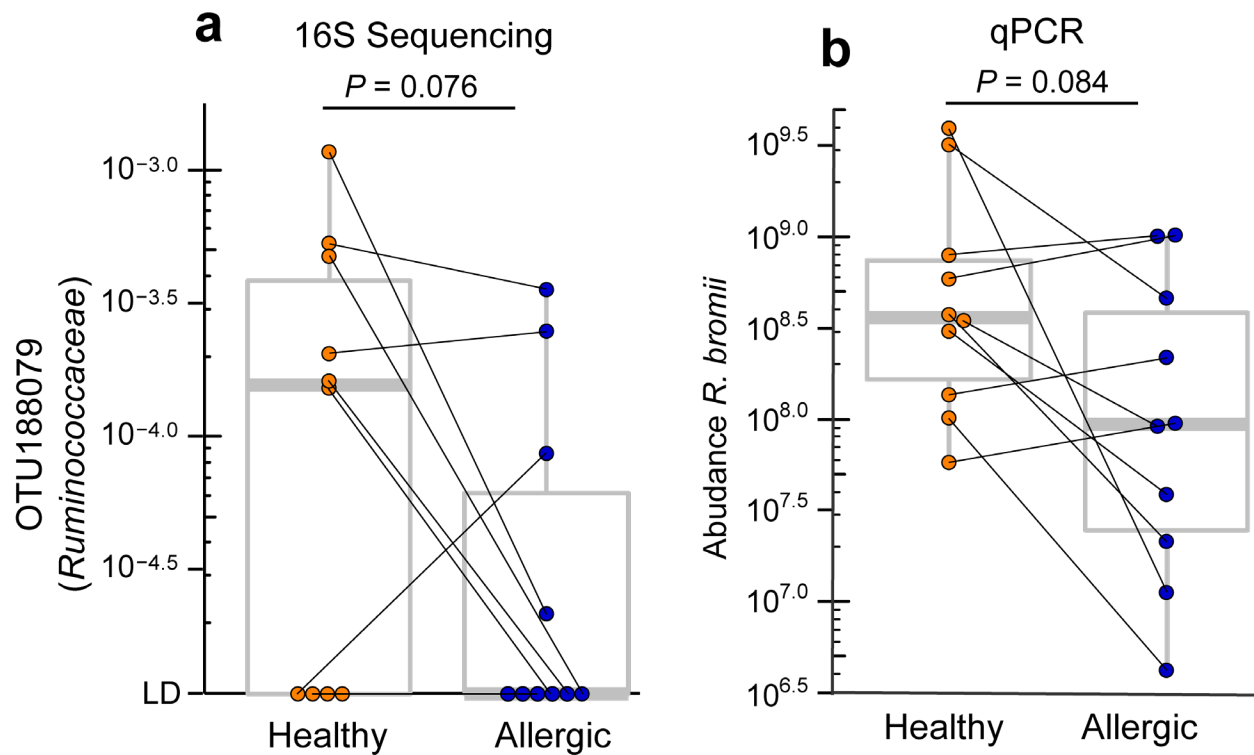 a
16S Sequencing
P = 0.076
10−3.0
10−3.5
10−4.0
10−4.5
LD
OTU188079
(Ruminococcaceae)
Healthy
Allergic
b
qPCR
P = 0.084
109.5
109.0
108.5
108.0
107.5
107.0
106.5
Abudance R. bromii
Healthy
Allergic